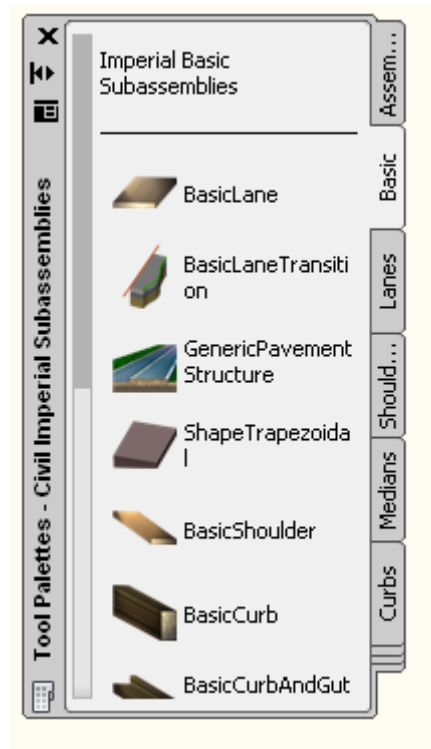 Tool Palettes - Civil Imperial Subassemblies
Imperial Basic
Subassemblies
BasicLane
BasicLaneTransiti
on
GenericPavement
Structure
ShapeTrapezoida
l
BasicShoulder
BasicCurb
BasicCurbAndGut
Assem...
Basic
Lanes
Should...
Medians
Curbs